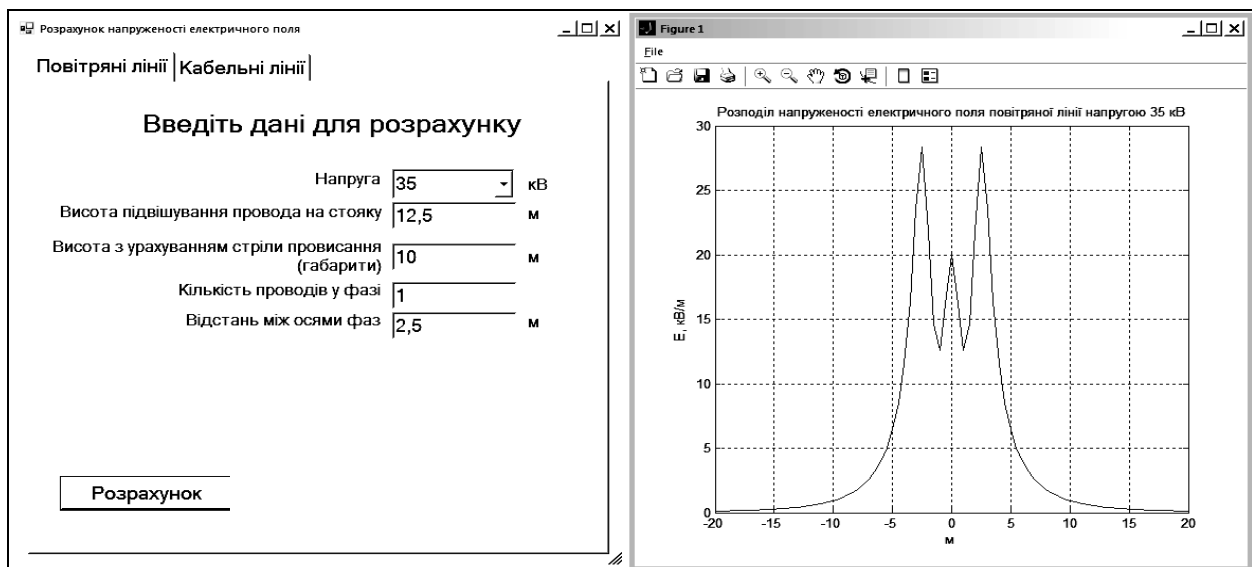 Розрахунок напруженості електричного поля
Повітряні лінії
Кабельні лінії
Введіть дані для розрахунку
Напруга 35 кВ
Висота підвішування провода на стояку 12,5 м
Висота з урахуванням стріли провисання
(габарити) 10 м
Кількість проводів у фазі 1
Відстань між осями фаз 2,5 м
Розрахунок
Figure 1
File
Розподіл напруженості електричного поля повітряної лінії напругою 35 кВ
30
25
20
15
10
5
0
E, кВ/м
-20 -15 -10 -5 0 5 10 15 20
м